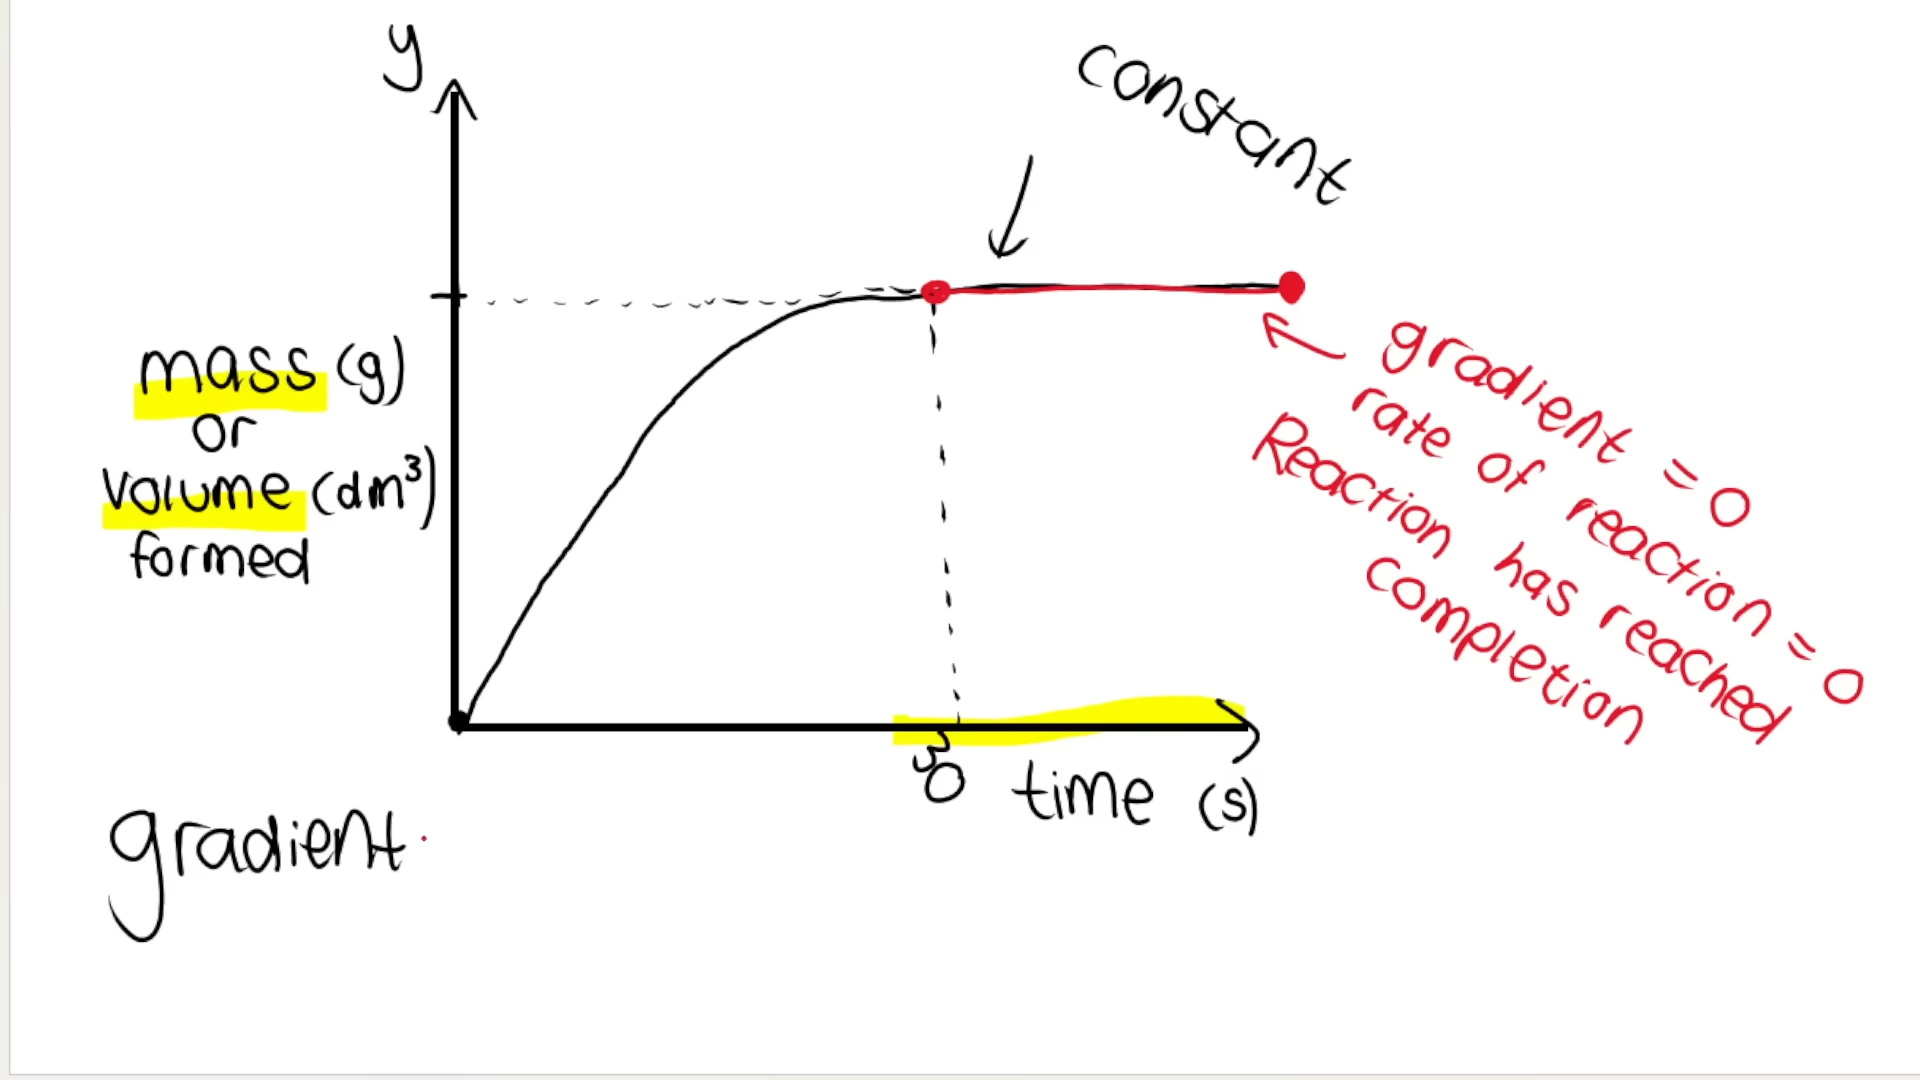 y
constant
mass (g)
or
volume (dm³)
formed
gradient = 0
rate of reaction = 0
Reaction has reached
completion
30
time (s)
gradient